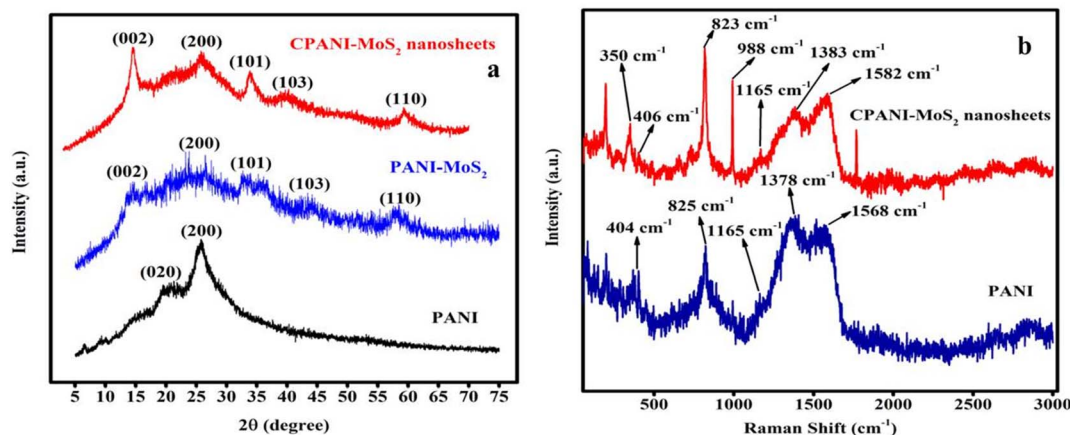 a
CPANI-MoS₂ nanosheets
(002)
(200)
(101)
(103)
(110)
PANI-MoS₂
(002)
(200)
(101)
(103)
(110)
PANI
(020)
(200)
Intensity (a.u.)
5 10 15 20 25 30 35 40 45 50 55 60 65 70 75
2θ (degree)
b
350 cm⁻¹
406 cm⁻¹
823 cm⁻¹
988 cm⁻¹
1165 cm⁻¹
1383 cm⁻¹
1582 cm⁻¹
CPANI-MoS₂ nanosheets
404 cm⁻¹
825 cm⁻¹
1165 cm⁻¹
1378 cm⁻¹
1568 cm⁻¹
PANI
Intensity (a.u.)
500 1000 1500 2000 2500 3000
Raman Shift (cm⁻¹)